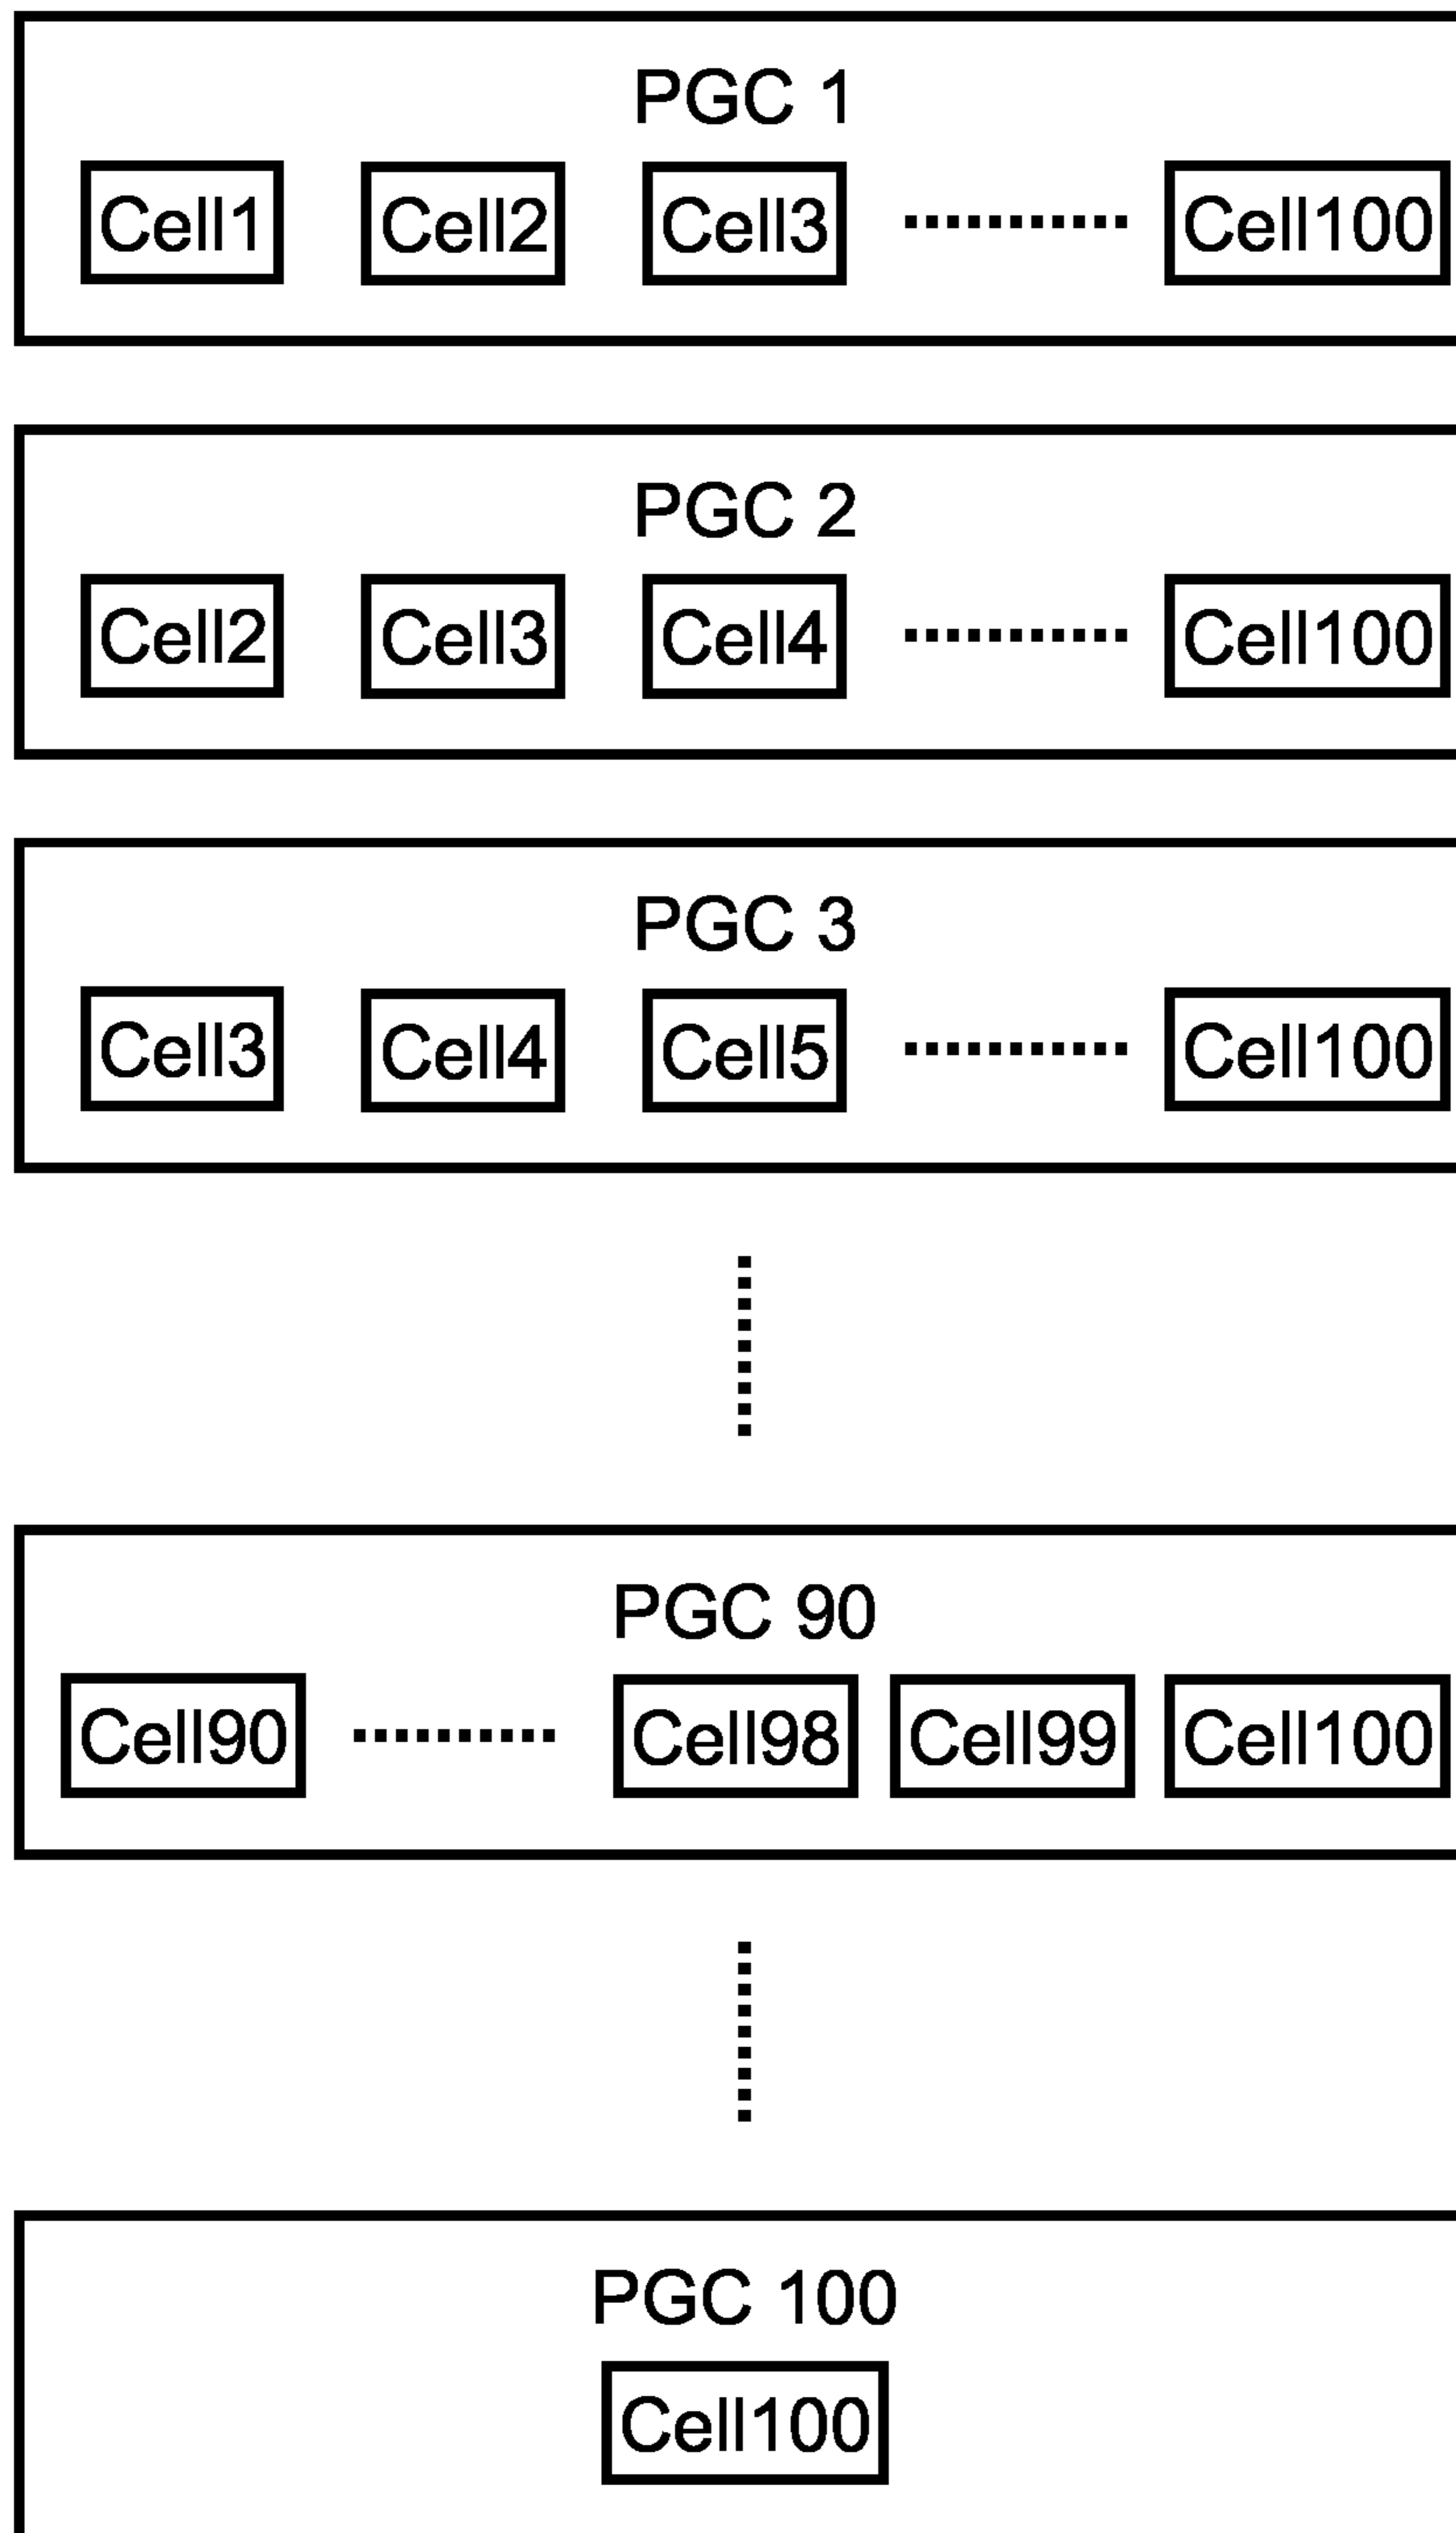 PGC 1
Cell1 Cell2 Cell3 Cell100
PGC 2
Cell2 Cell3 Cell4 Cell100
PGC 3
Cell3 Cell4 Cell5 Cell100
PGC 90
Cell90 Cell98 Cell99 Cell100
PGC 100
Cell100